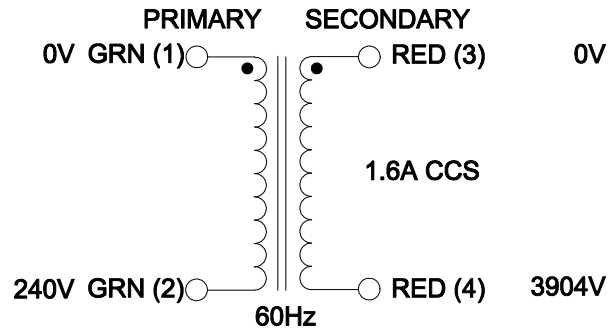 PRIMARY SECONDARY
0V GRN (1) RED (3) 0V
1.6A CCS
240V GRN (2) RED (4) 3904V
60Hz